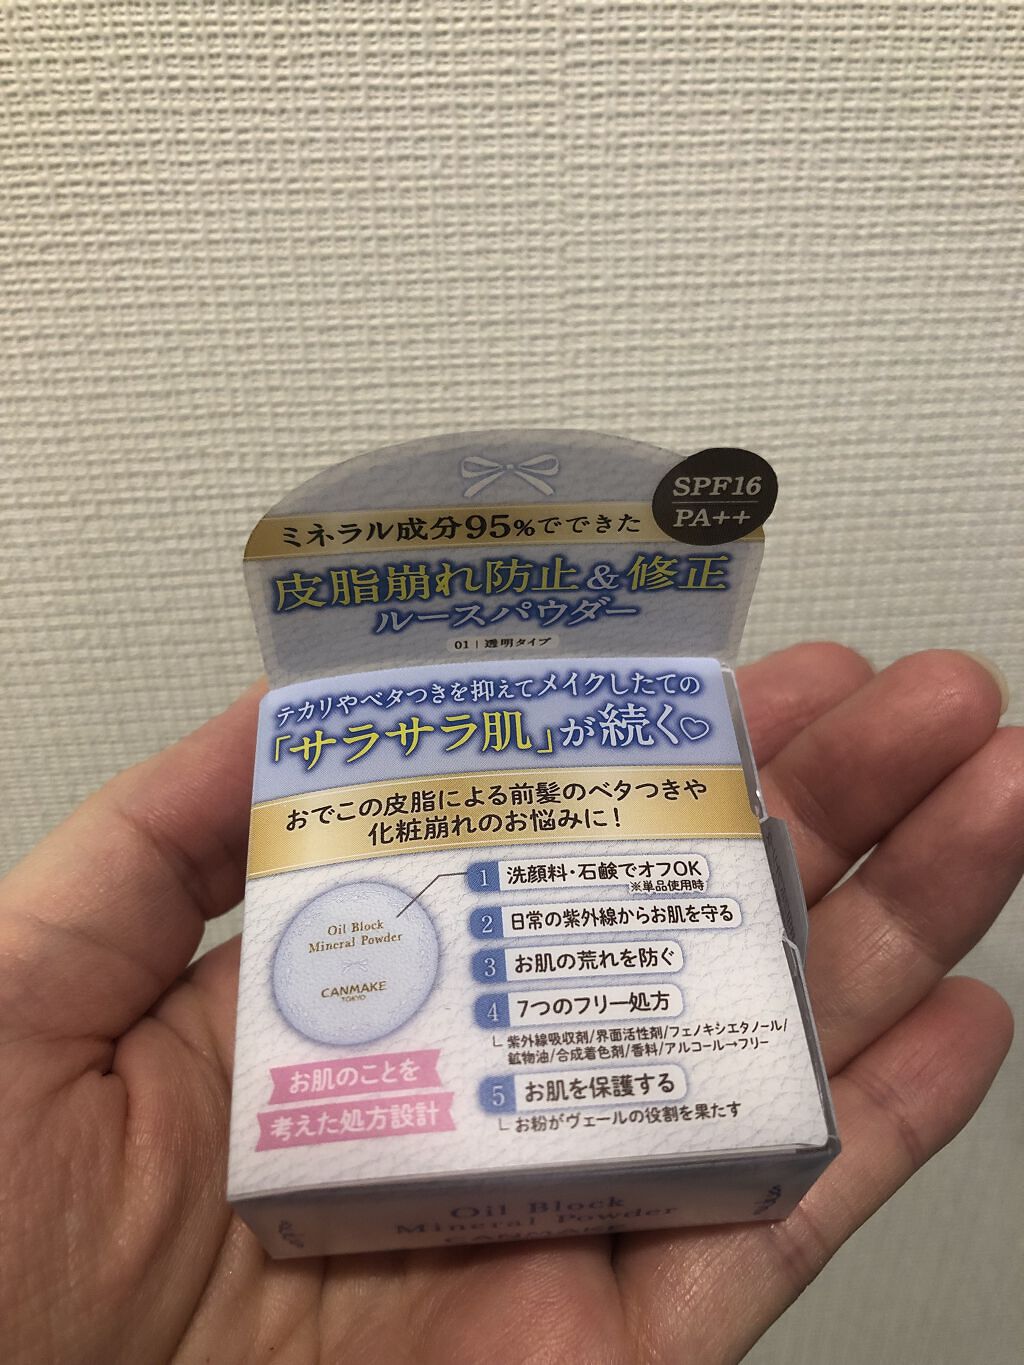 SPF16
PA++
ミネラル成分95%でできた
皮脂崩れ防止&修正
ルースパウダー
01 | 透明タイプ
テカリやベタつきを抑えてメイクしたての
「サラサラ肌」が続く♡
おでこの皮脂による前髪のベタつきや
化粧崩れのお悩みに!
Oil Block
Mineral Powder
CANMAKE
TOKYO
1 洗顔料・石鹸でオフOK
※単品使用時
2 日常の紫外線からお肌を守る
3 お肌の荒れを防ぐ
4 7つのフリー処方
紫外線吸収剤/界面活性剤/フェノキシエタノール/
鉱物油/合成着色剤/香料/アルコール→フリー
5 お肌を保護する
お粉がヴェールの役割を果たす
お肌のことを
考えた処方設計
Oil Block
Mineral Powder
CANMAKE